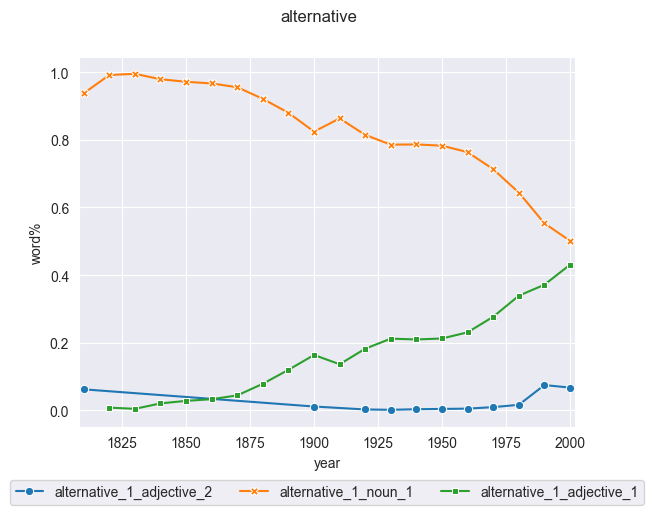 alternative
1.0
0.8
0.6
0.4
0.2
0.0
word%
1825 1850 1875 1900 1925 1950 1975 2000
year
alternative_1_adjective_2 alternative_1_noun_1 alternative_1_adjective_1